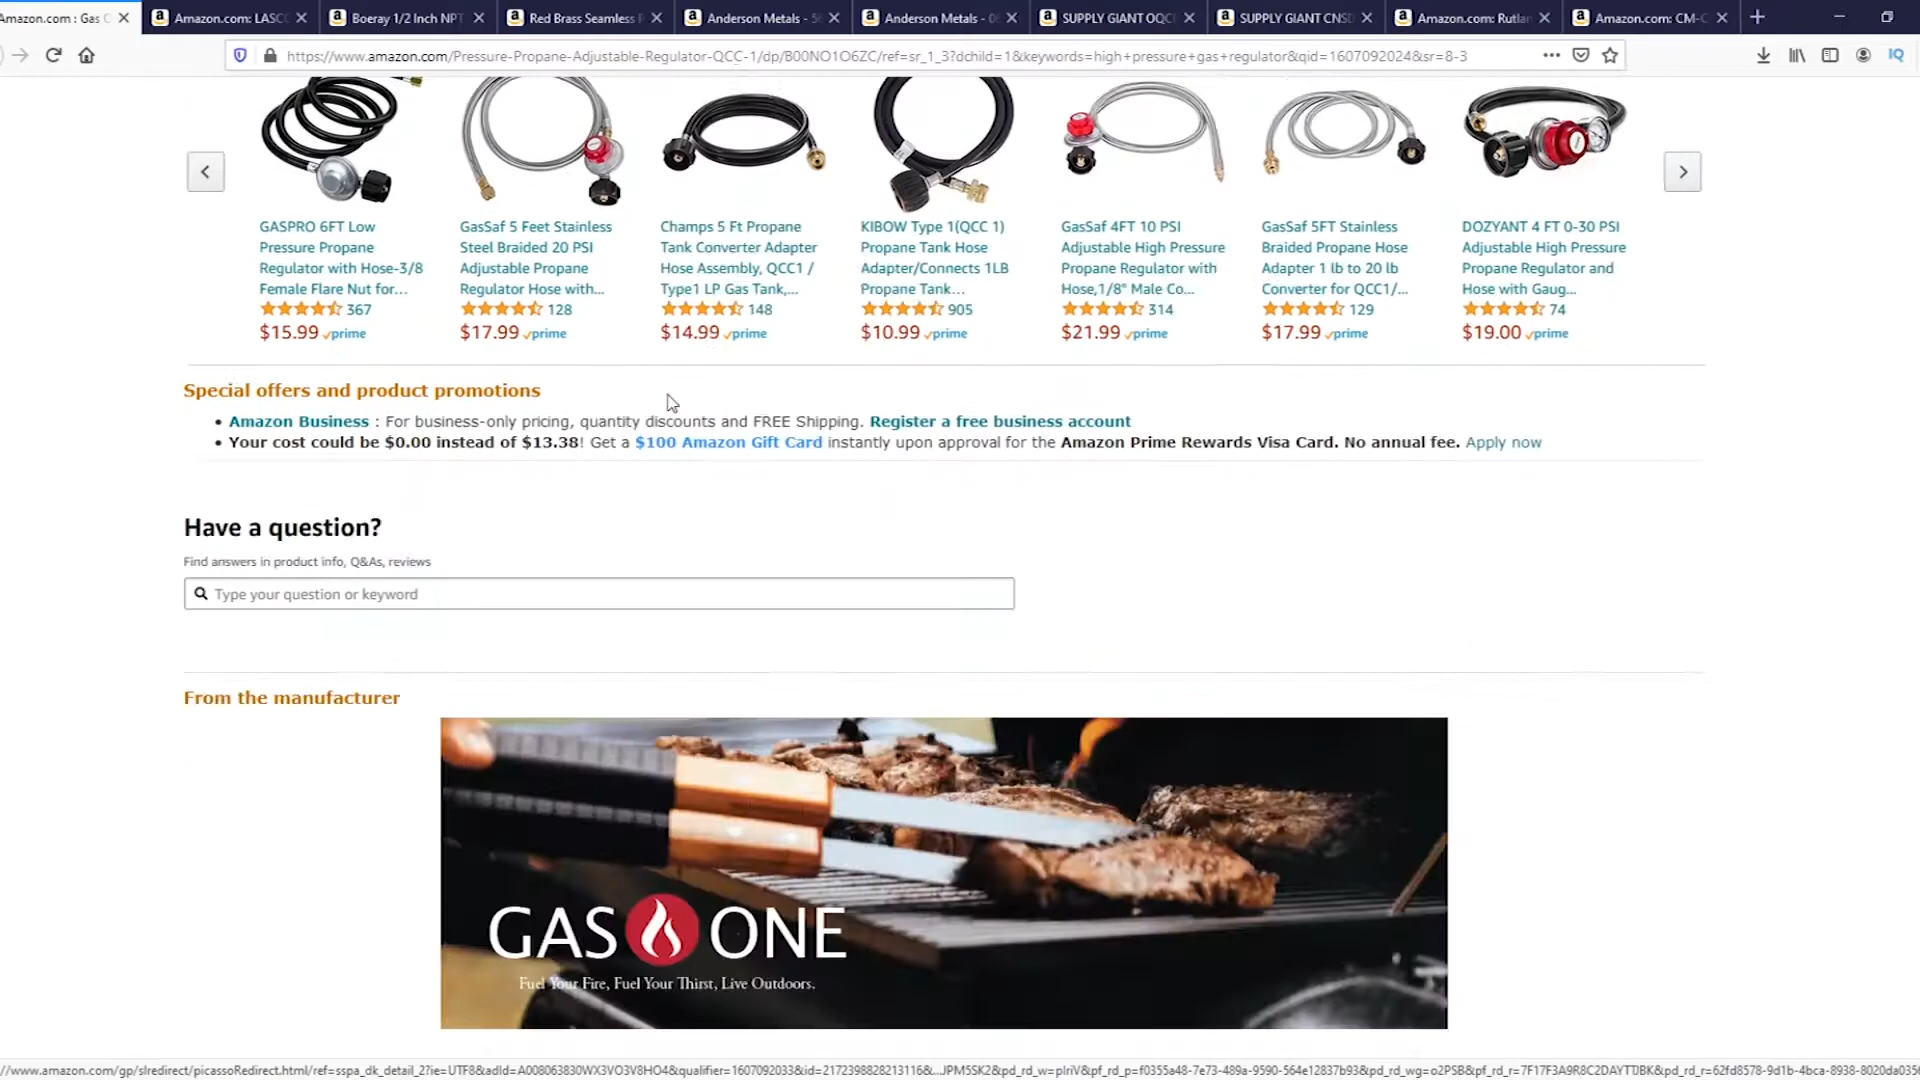 Amazon.com : Gas
Amazon.com: LASC
Boeray 1/2 Inch NPT
Red Brass Seamless
Anderson Metals -
Anderson Metals -
SUPPLY GIANT OQC
SUPPLY GIANT CNSD
Amazon.com: Rutla
Amazon.com: CM-
https://www.amazon.com/Pressure-Propane-Adjustable-Regulator-QCC-1/dp/B00NO1O6ZC/ref=sr_1_3?dchild=1&keywords=high+pressure+gas+regulator&qid=1607092024&sr=8-3
GASPRO 6FT Low
Pressure Propane
Regulator with Hose-3/8
Female Flare Nut for...
367
$15.99 prime
GasSaf 5 Feet Stainless
Steel Braided 20 PSI
Adjustable Propane
Regulator Hose with...
128
$17.99 prime
Champs 5 Ft Propane
Tank Converter Adapter
Hose Assembly, QCC1 /
Type1 LP Gas Tank,...
148
$14.99 prime
KIBOW Type 1(QCC 1)
Propane Tank Hose
Adapter/Connects 1LB
Propane Tank...
905
$10.99 prime
GasSaf 4FT 10 PSI
Adjustable High Pressure
Propane Regulator with
Hose,1/8" Male Co...
314
$21.99 prime
GasSaf 5FT Stainless
Braided Propane Hose
Adapter 1 lb to 20 lb
Converter for QCC1/...
129
$17.99 prime
DOZYANT 4 FT 0-30 PSI
Adjustable High Pressure
Propane Regulator and
Hose with Gaug...
74
$19.00 prime
Special offers and product promotions
• Amazon Business : For business-only pricing, quantity discounts and FREE Shipping. Register a free business account
• Your cost could be $0.00 instead of $13.38! Get a $100 Amazon Gift Card instantly upon approval for the Amazon Prime Rewards Visa Card. No annual fee. Apply now
Have a question?
Find answers in product info, Q&As, reviews
Type your question or keyword
From the manufacturer
GAS ONE
Fuel Your Fire, Fuel Your Thirst, Live Outdoors.